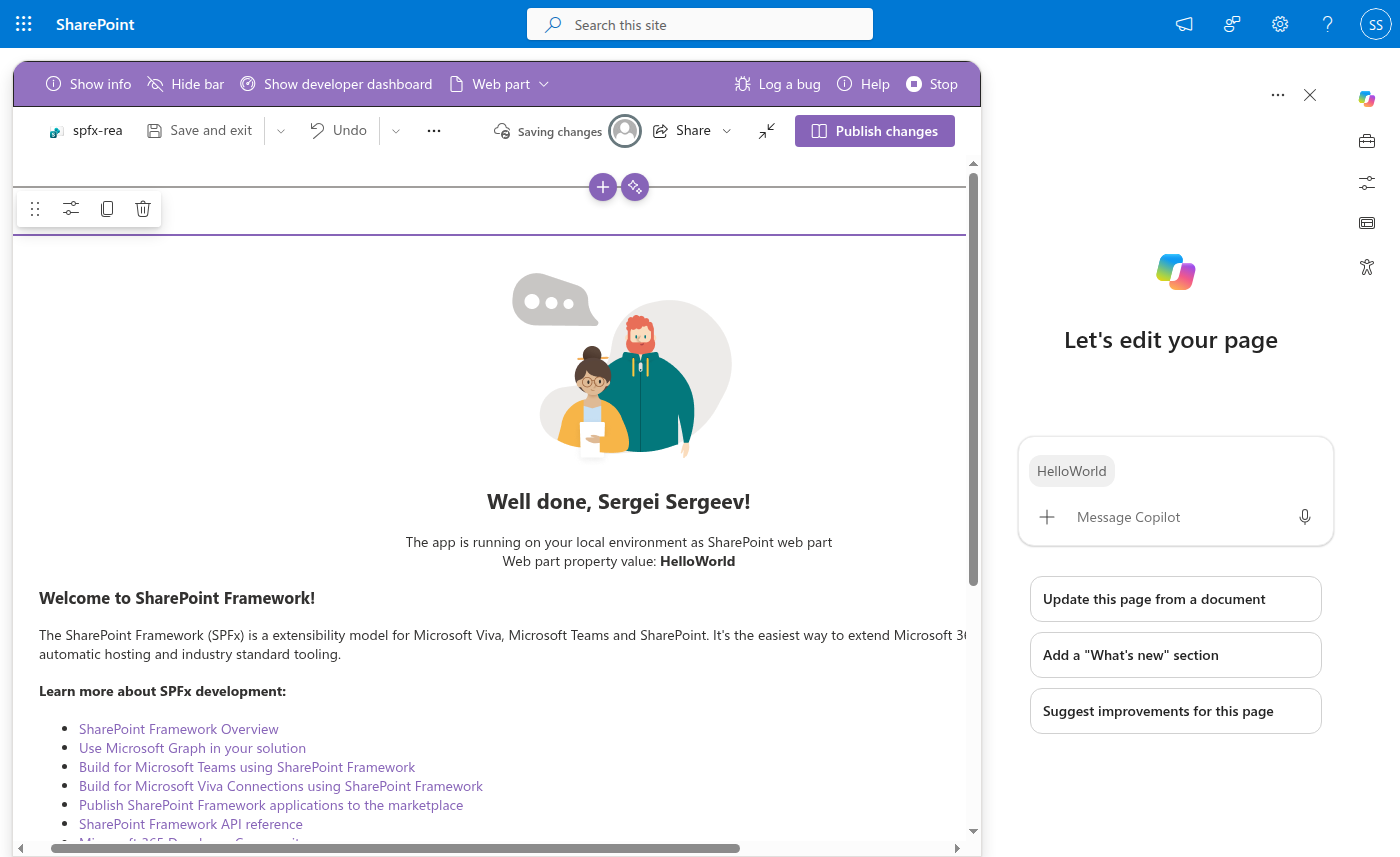 SharePoint
Search this site
SS
Show info
Hide bar
Show developer dashboard
Web part
Log a bug
Help
Stop
spfx-rea
Save and exit
Undo
Saving changes
Share
Publish changes
Well done, Sergei Sergeev!
The app is running on your local environment as SharePoint web part
Web part property value: HelloWorld
Welcome to SharePoint Framework!
The SharePoint Framework (SPFx) is a extensibility model for Microsoft Viva, Microsoft Teams and SharePoint. It's the easiest way to extend Microsoft
automatic hosting and industry standard tooling.
Learn more about SPFx development:
SharePoint Framework Overview
Use Microsoft Graph in your solution
Build for Microsoft Teams using SharePoint Framework
Build for Microsoft Viva Connections using SharePoint Framework
Publish SharePoint Framework applications to the marketplace
SharePoint Framework API reference
Let's edit your page
HelloWorld
Message Copilot
Update this page from a document
Add a "What's new" section
Suggest improvements for this page